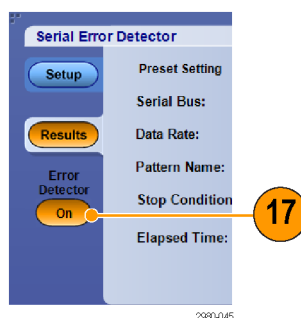 Serial Error Detector
Setup
Preset Setting
Serial Bus:
Results
Data Rate:
Pattern Name:
Error
Detector
On
Stop Condition
17
Elapsed Time:
2980-045